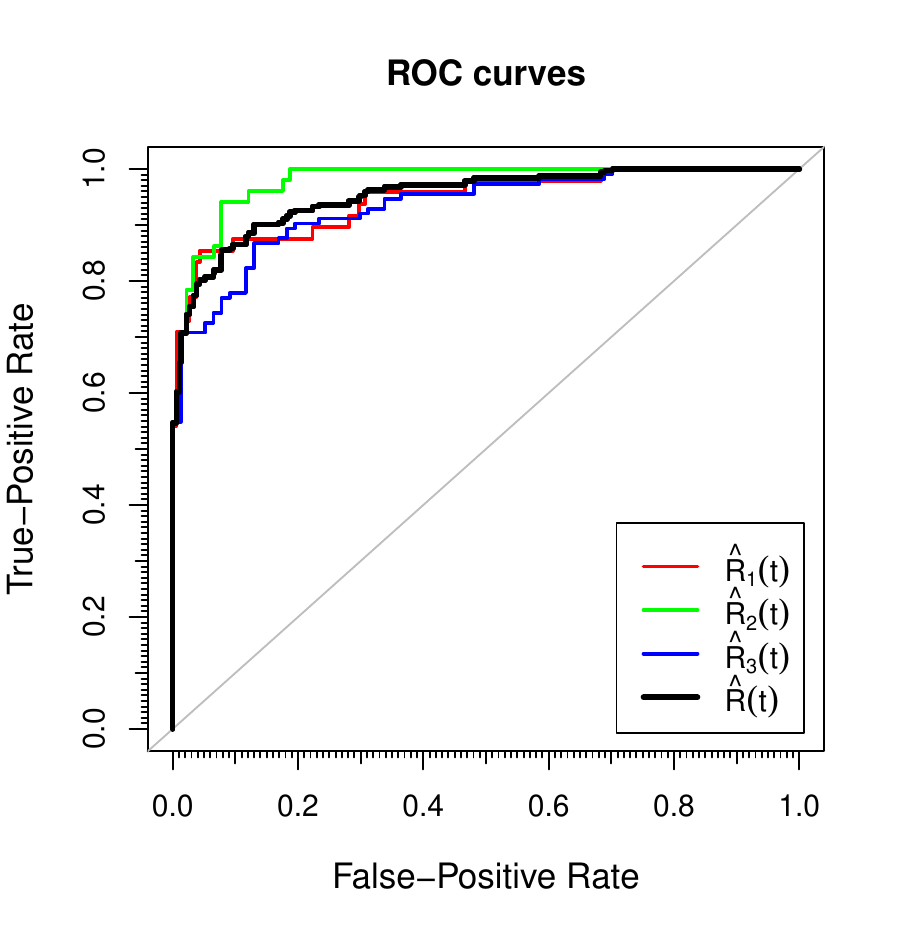 ROC curves
True−Positive Rate
1.0
0.8
0.6
0.4
0.2
0.0
R̂₁(t)
R̂₂(t)
R̂₃(t)
R̂(t)
0.0 0.2 0.4 0.6 0.8 1.0
False−Positive Rate